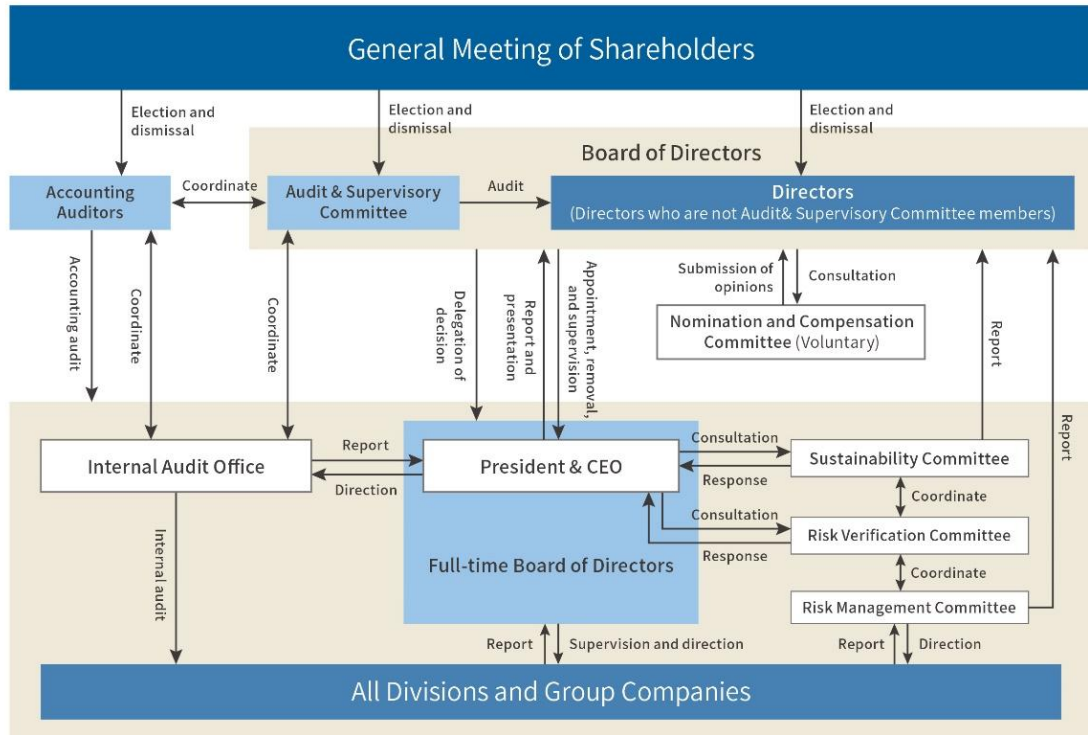 General Meeting of Shareholders
Election and
dismissal
Election and
dismissal
Election and
dismissal
Board of Directors
Accounting
Auditors
Coordinate
Audit & Supervisory
Committee
Audit
Directors
(Directors who are not Audit& Supervisory Committee members)
Accounting audit
Coordinate
Coordinate
Delegation of
decision
Report and
presentation
Appointment, removal,
and supervision
Submission of
opinions
Consultation
Nomination and Compensation
Committee (Voluntary)
Report
Report
Internal Audit Office
Report
Direction
President & CEO
Consultation
Response
Sustainability Committee
Coordinate
Consultation
Response
Risk Verification Committee
Full-time Board of Directors
Coordinate
Risk Management Committee
Internal audit
Report
Supervision and direction
Report
Direction
All Divisions and Group Companies